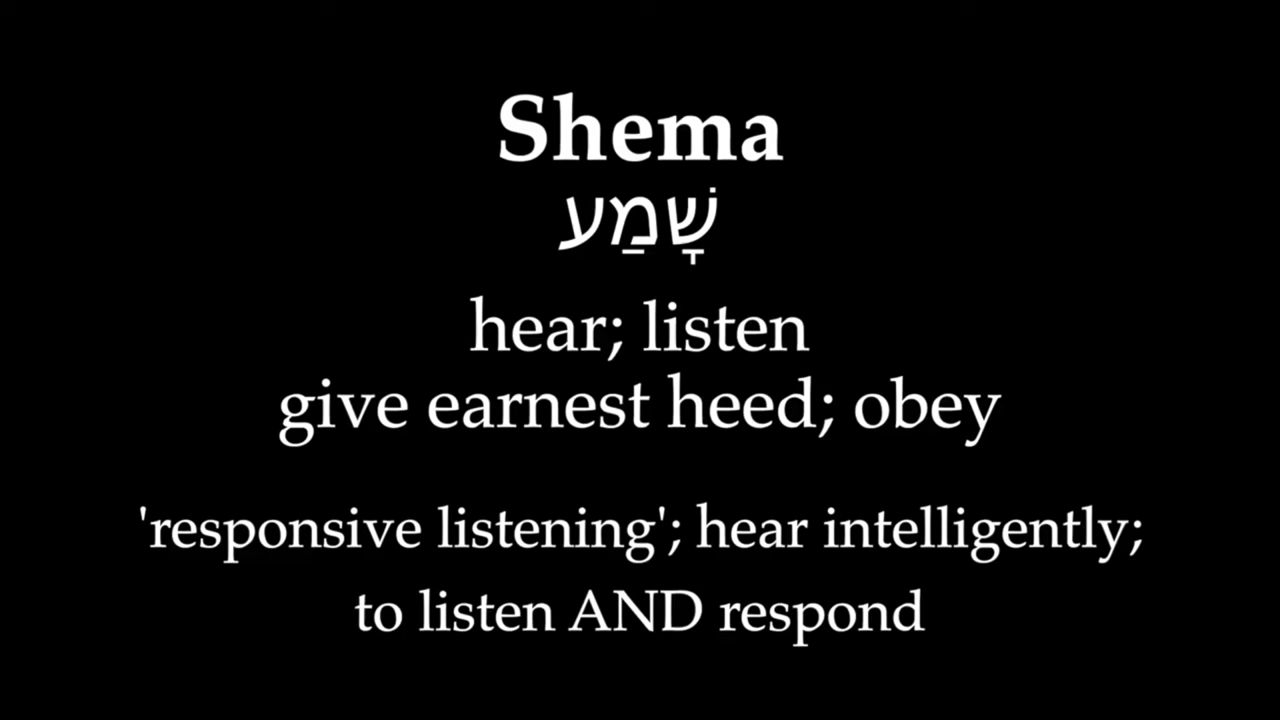 Shema
שָׁמַע
hear; listen
give earnest heed; obey
'responsive listening'; hear intelligently;
to listen AND respond